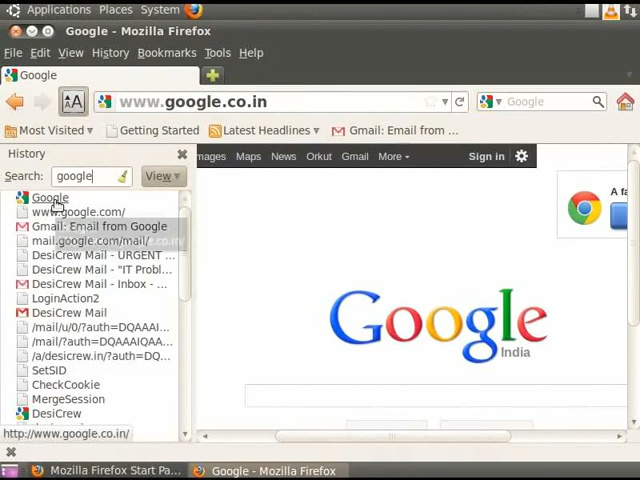 Applications Places System
Google - Mozilla Firefox
File Edit View History Bookmarks Tools Help
Google
www.google.co.in
Google
Most Visited Getting Started Latest Headlines Gmail: Email from ...
History
Search: google View
mages Maps News Orkut Gmail More Sign in
A fa
Google
www.google.com/
Gmail: Email from Google
mail.google.com/mail/
DesiCrew Mail - URGENT ...
DesiCrew Mail - "IT Probl...
DesiCrew Mail - Inbox - ...
LoginAction2
DesiCrew Mail
/mail/u/0/?auth=DQAAAI...
/mail/?auth=DQAAAIQAA...
/a/desicrew.in/?auth=DQ...
SetSID
CheckCookie
MergeSession
DesiCrew
Google
India
http://www.google.co.in/
Mozilla Firefox Start Pa... Google - Mozilla Firefox